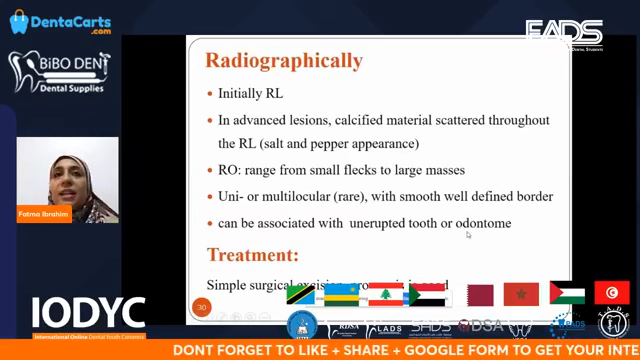 DentaCarts
.com
BiBO DENT
Dental Supplies
EADS
Radiographically
• Initially RL
• In advanced lesions, calcified material scattered throughout
the RL (salt and pepper appearance)
• RO: range from small flecks to large masses
• Uni- or multilocular (rare), with smooth well defined border
• can be associated with unerupted tooth or odontome
Treatment:
Simple surgical excision
30
Fatma Ibrahim
IODYC
International Online Dental Youth Congress
LADS
DSA
DONT FORGET TO LIKE + SHARE + GOOGLE FORM TO GET YOUR INTE